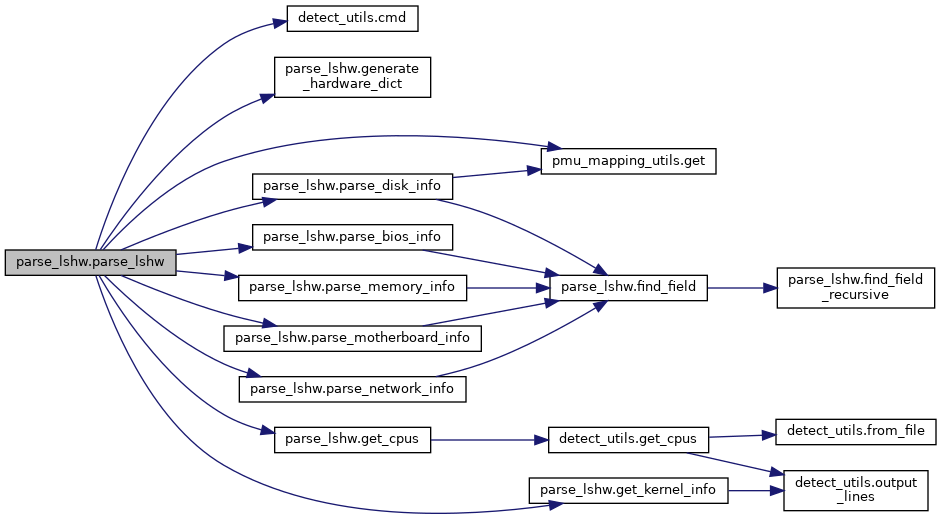 detect_utils.cmd
parse_lshw.generate
_hardware_dict
pmu_mapping_utils.get
parse_lshw.parse_disk_info
parse_lshw.parse_bios_info
parse_lshw.parse_lshw
parse_lshw.parse_memory_info
parse_lshw.find_field
parse_lshw.find_field
_recursive
parse_lshw.parse_motherboard_info
parse_lshw.parse_network_info
parse_lshw.get_cpus
detect_utils.get_cpus
detect_utils.from_file
parse_lshw.get_kernel_info
detect_utils.output
_lines